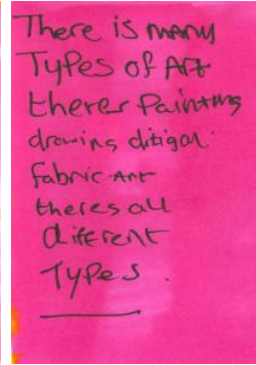 There is many
Types of Art
therer Painting
drawing ditigal.
fabric Art
theres all
diferent
Types.